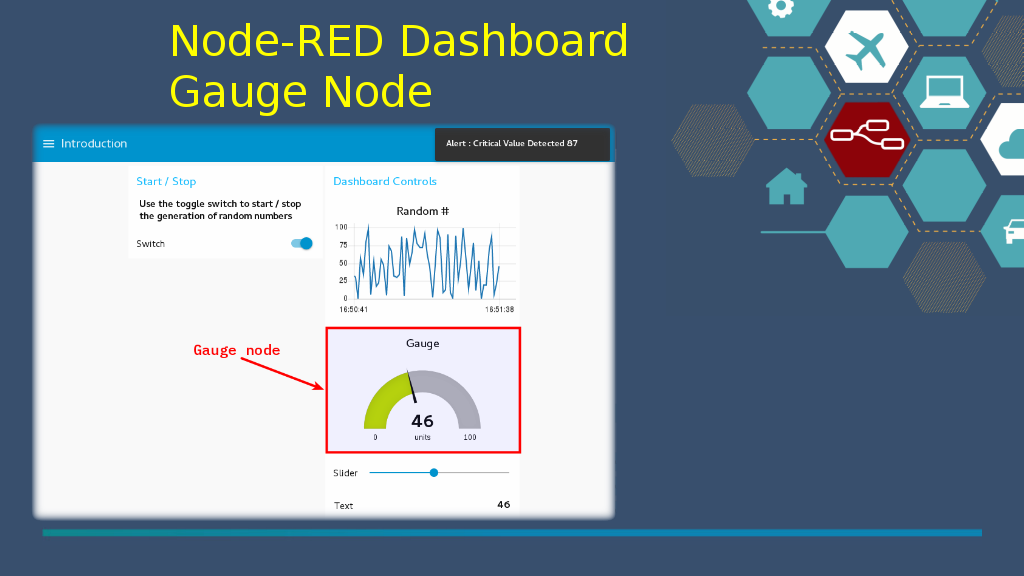 Node-RED Dashboard
Gauge Node
Introduction
Alert : Critical Value Detected 87
Start / Stop
Use the toggle switch to start / stop
the generation of random numbers
Switch
Dashboard Controls
Random #
100
75
50
25
0
16:50:41
16:51:38
Gauge node
Gauge
46
0
units
100
Slider
Text
46